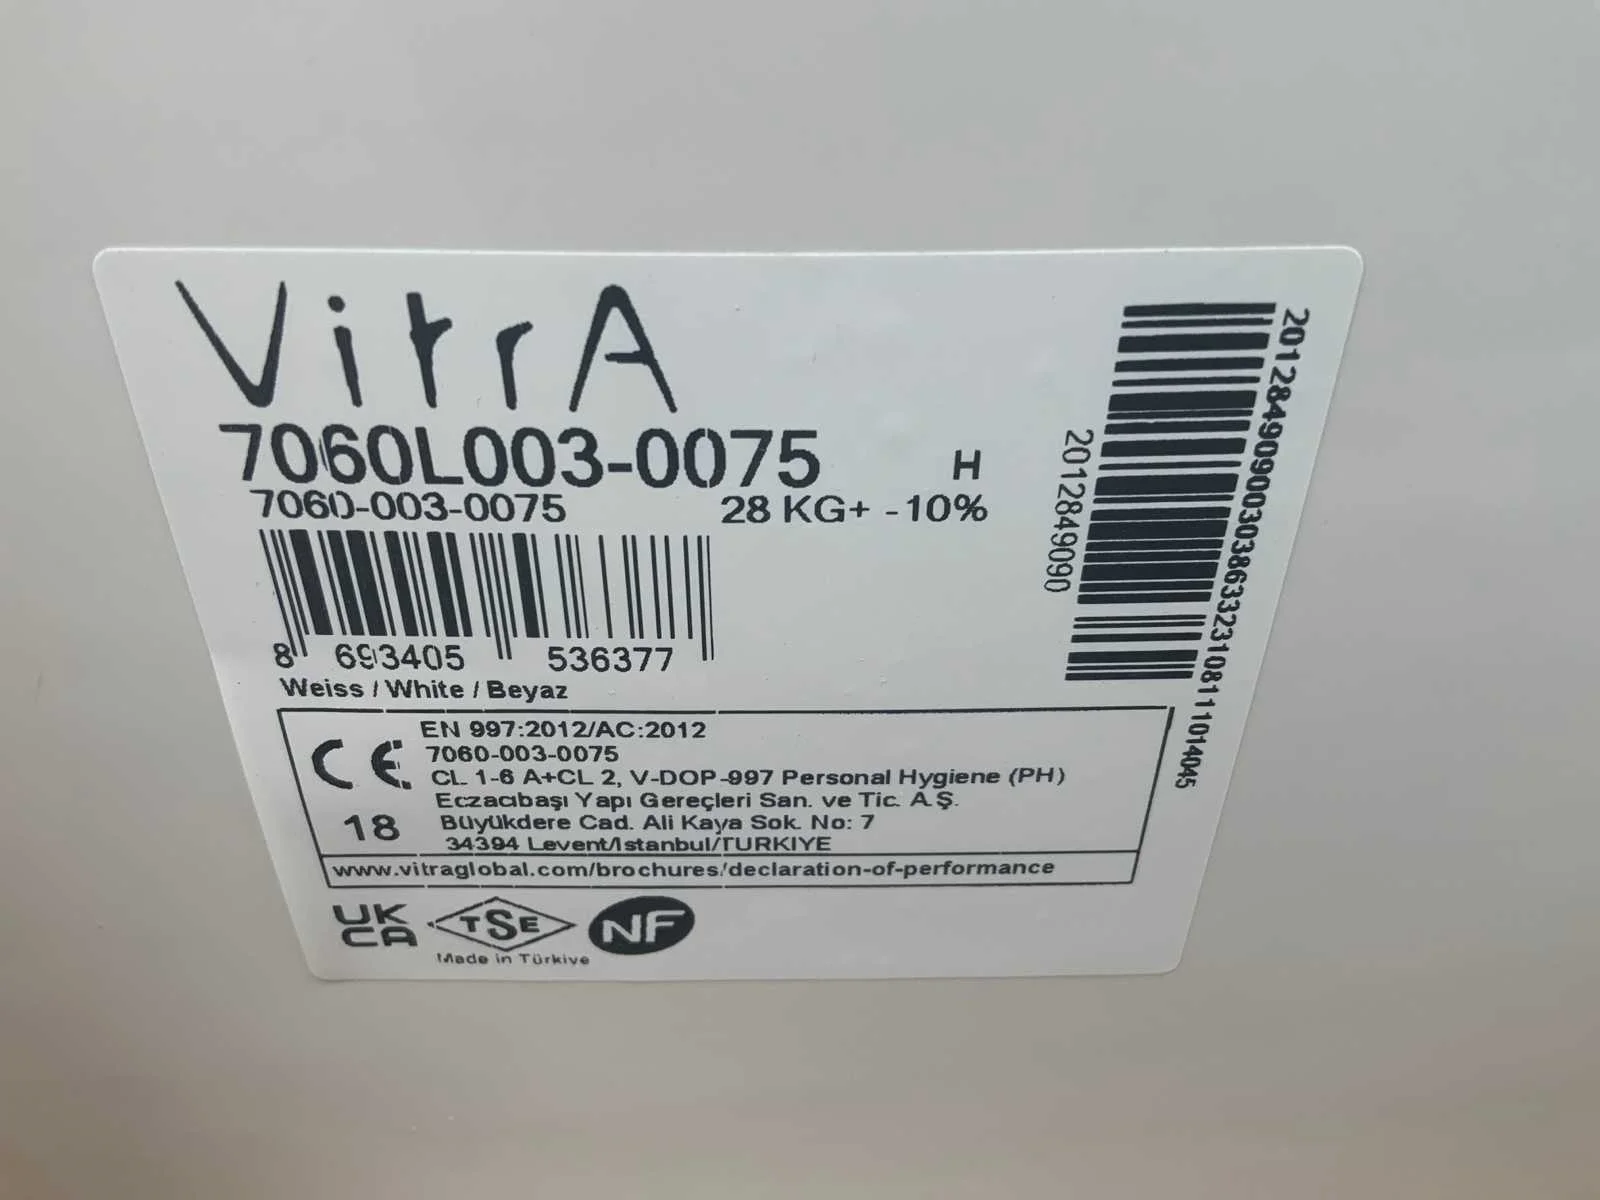 VitrA
7060L003-0075
H
7060-003-0075
28 KG+ -10%
8 693405 536377
Weiss / White / Beyaz
CE
18
EN 997:2012/AC:2012
7060-003-0075
CL 1-6 A+CL 2, V-DOP-997 Personal Hygiene (PH)
Eczacıbaşı Yapı Gereçleri San. ve Tic. A.Ş.
Büyükdere Cad. Ali Kaya Sok. No: 7
34394 Levent/Istanbul/TURKIYE
www.vitraglobal.com/brochures/declaration-of-performance
UK
CA
TSE
NF
Made in Türkiye
2012849090